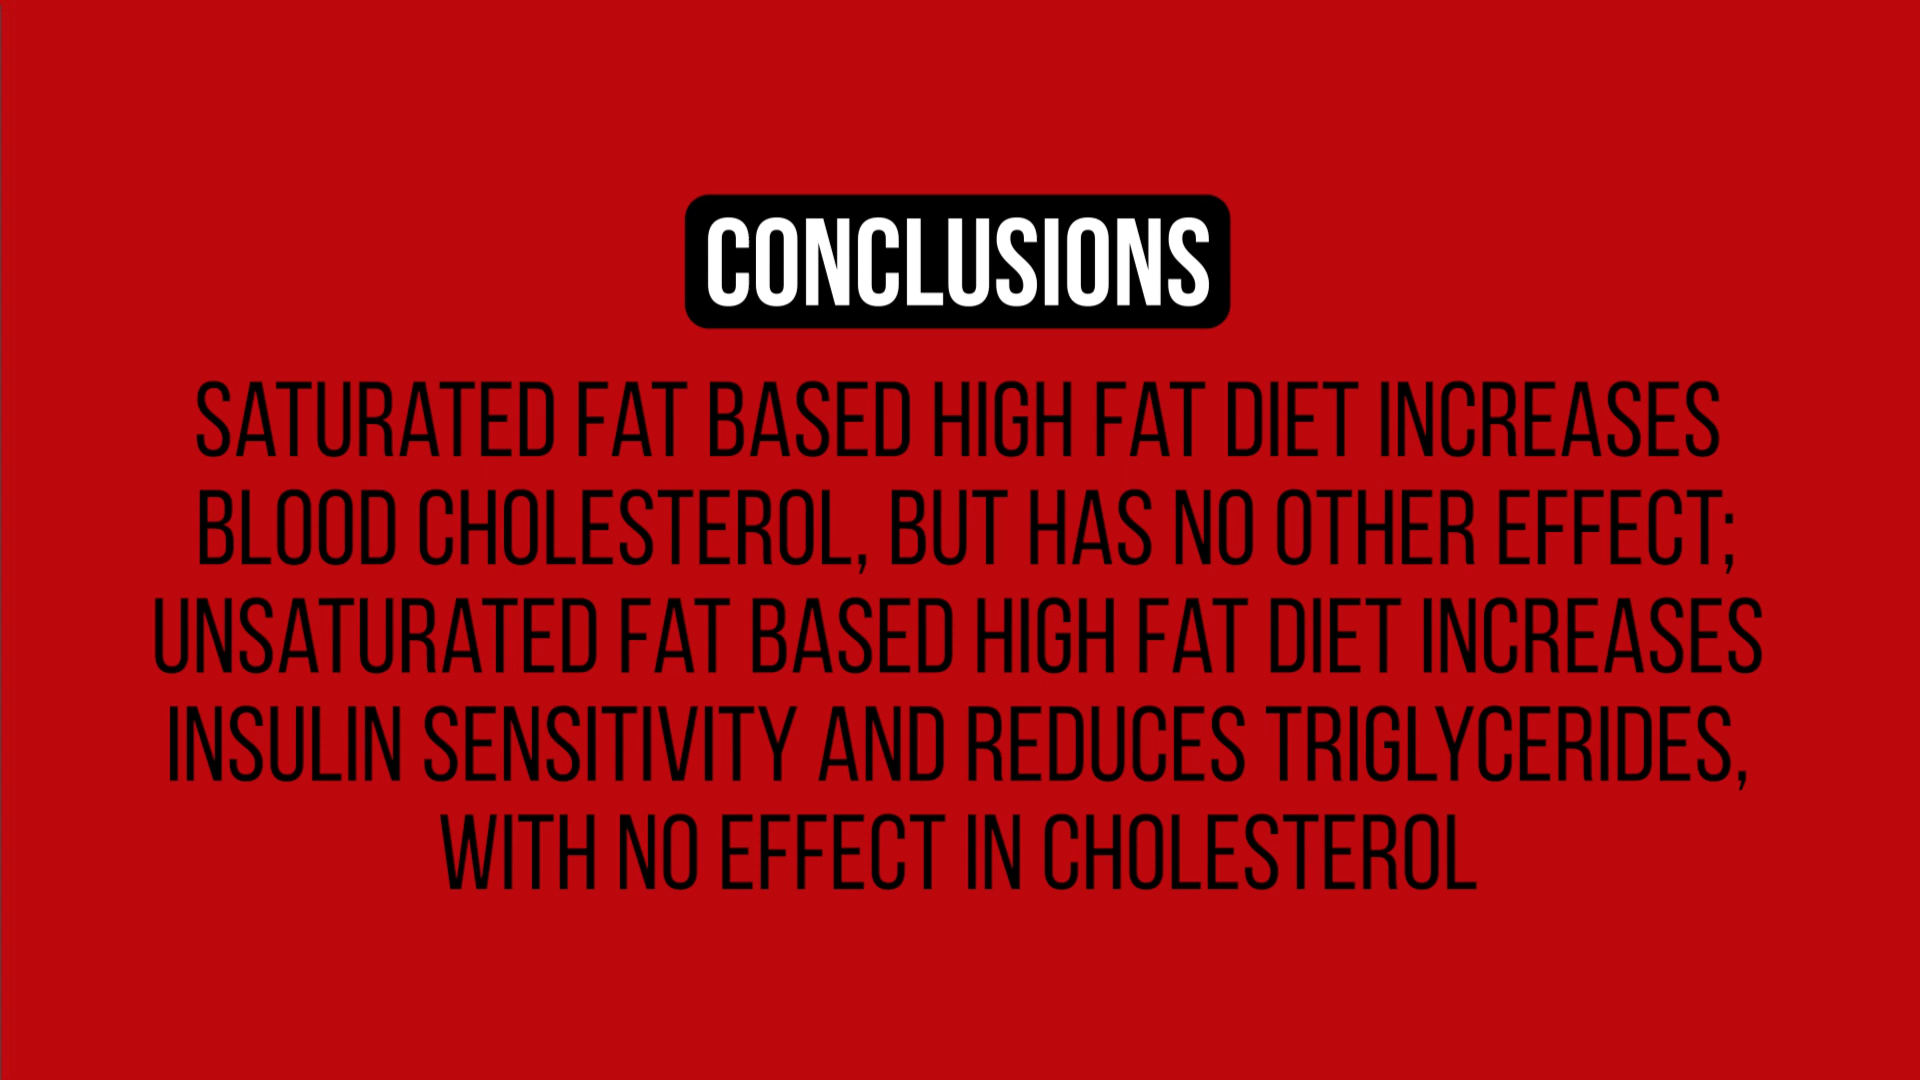 CONCLUSIONS
SATURATED FAT BASED HIGH FAT DIET INCREASES
BLOOD CHOLESTEROL, BUT HAS NO OTHER EFFECT;
UNSATURATED FAT BASED HIGH FAT DIET INCREASES
INSULIN SENSITIVITY AND REDUCES TRIGLYCERIDES,
WITH NO EFFECT IN CHOLESTEROL